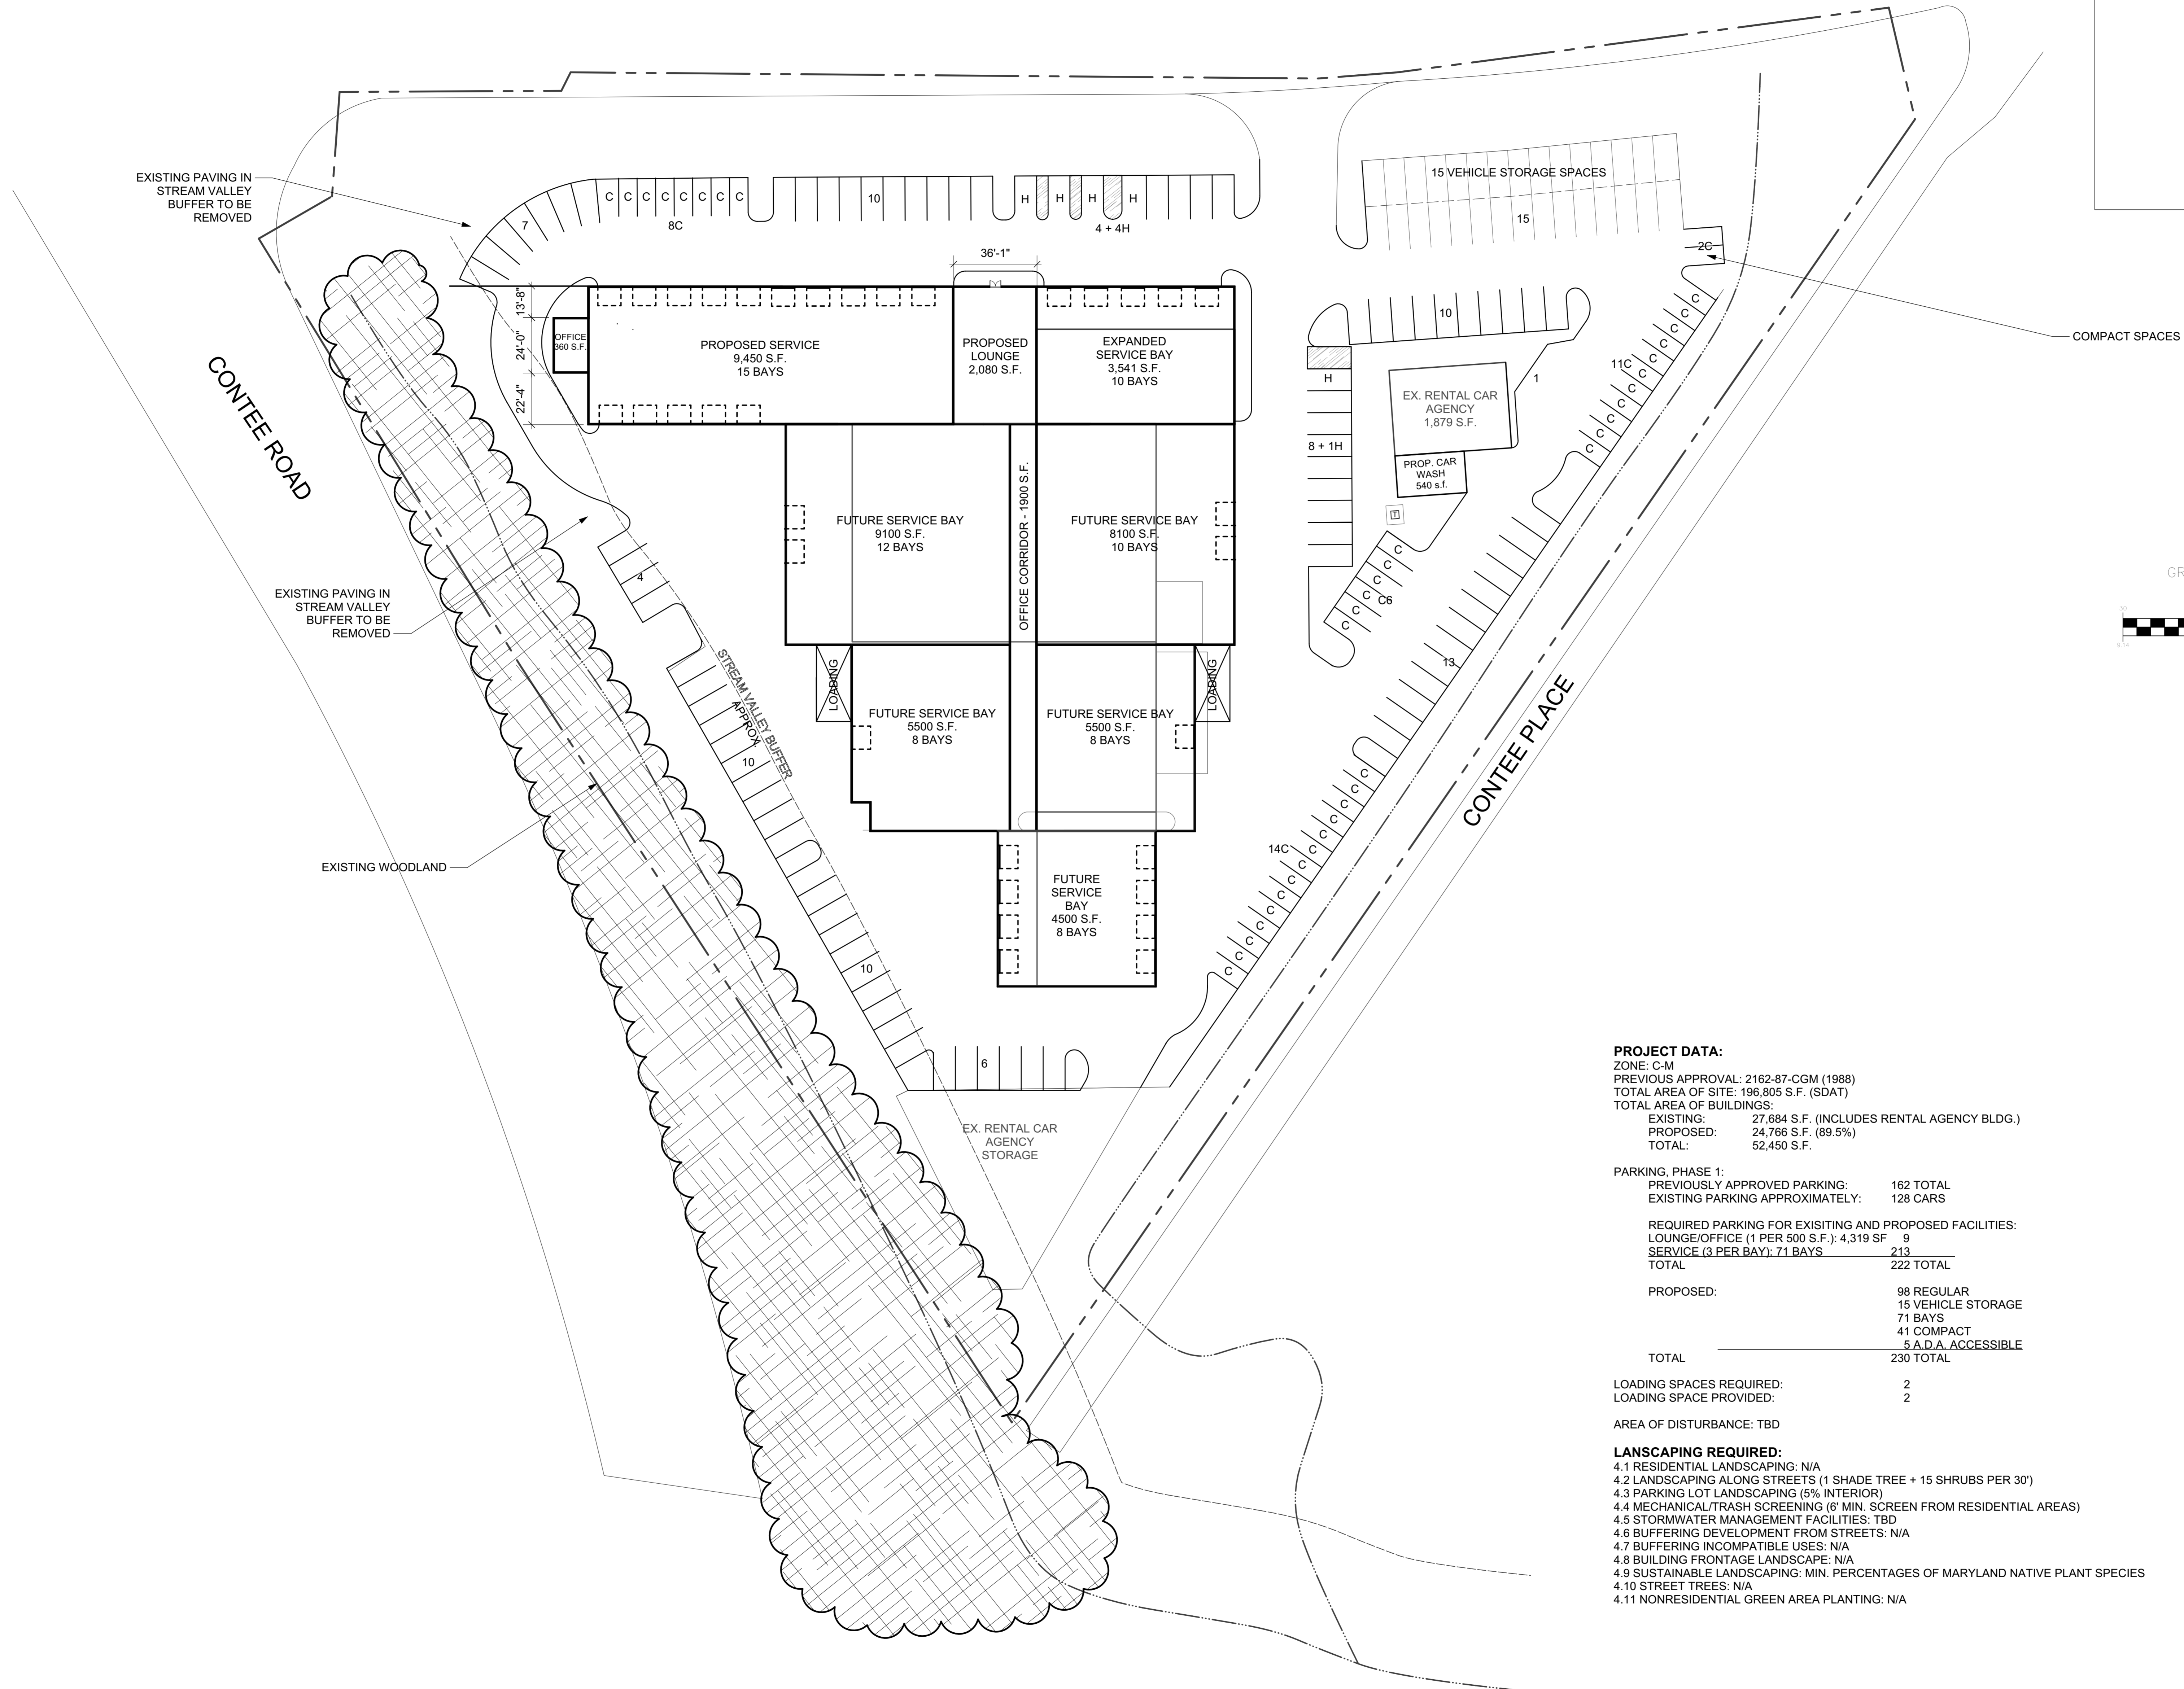 EXISTING PAVING IN
STREAM VALLEY
BUFFER TO BE
REMOVED
7
C C C C C C C C
8C
10
H H H H
4 + 4H
15 VEHICLE STORAGE SPACES
15
2C
COMPACT SPACES
36'-1"
13'-8"
24'-0"
22'-4"
OFFICE
360 S.F.
PROPOSED SERVICE
9,450 S.F.
15 BAYS
PROPOSED
LOUNGE
2,080 S.F.
EXPANDED
SERVICE BAY
3,541 S.F.
10 BAYS
10
H
8 + 1H
1
EX. RENTAL CAR
AGENCY
1,879 S.F.
PROP. CAR
WASH
540 s.f.
T
C C C C C C C C C C C
11C
C C C C C C
C6
CONTEE ROAD
FUTURE SERVICE BAY
9100 S.F.
12 BAYS
OFFICE CORRIDOR - 1900 S.F.
FUTURE SERVICE BAY
8100 S.F.
10 BAYS
EXISTING PAVING IN
STREAM VALLEY
BUFFER TO BE
REMOVED
4
GR
50
STREAM VALLEY BUFFER
APPROX.
10
LOADING
LOADING
FUTURE SERVICE BAY
5500 S.F.
8 BAYS
FUTURE SERVICE BAY
5500 S.F.
8 BAYS
13
CONTEE PLACE
C C C C C C C C C C C C C C
14C
EXISTING WOODLAND
FUTURE
SERVICE
BAY
4500 S.F.
8 BAYS
10
6
EX. RENTAL CAR
AGENCY
STORAGE
PROJECT DATA:
ZONE: C-M
PREVIOUS APPROVAL: 2162-87-CGM (1988)
TOTAL AREA OF SITE: 196,805 S.F. (SDAT)
TOTAL AREA OF BUILDINGS:
EXISTING: 27,684 S.F. (INCLUDES RENTAL AGENCY BLDG.)
PROPOSED: 24,766 S.F. (89.5%)
TOTAL: 52,450 S.F.
PARKING, PHASE 1:
PREVIOUSLY APPROVED PARKING: 162 TOTAL
EXISTING PARKING APPROXIMATELY: 128 CARS
REQUIRED PARKING FOR EXISITING AND PROPOSED FACILITIES:
LOUNGE/OFFICE (1 PER 500 S.F.): 4,319 SF 9
SERVICE (3 PER BAY): 71 BAYS 213
TOTAL 222 TOTAL
PROPOSED: 98 REGULAR
15 VEHICLE STORAGE
71 BAYS
41 COMPACT
5 A.D.A. ACCESSIBLE
TOTAL 230 TOTAL
LOADING SPACES REQUIRED: 2
LOADING SPACE PROVIDED: 2
AREA OF DISTURBANCE: TBD
LANSCAPING REQUIRED:
4.1 RESIDENTIAL LANDSCAPING: N/A
4.2 LANDSCAPING ALONG STREETS (1 SHADE TREE + 15 SHRUBS PER 30')
4.3 PARKING LOT LANDSCAPING (5% INTERIOR)
4.4 MECHANICAL/TRASH SCREENING (6' MIN. SCREEN FROM RESIDENTIAL AREAS)
4.5 STORMWATER MANAGEMENT FACILITIES: TBD
4.6 BUFFERING DEVELOPMENT FROM STREETS: N/A
4.7 BUFFERING INCOMPATIBLE USES: N/A
4.8 BUILDING FRONTAGE LANDSCAPE: N/A
4.9 SUSTAINABLE LANDSCAPING: MIN. PERCENTAGES OF MARYLAND NATIVE PLANT SPECIES
4.10 STREET TREES: N/A
4.11 NONRESIDENTIAL GREEN AREA PLANTING: N/A